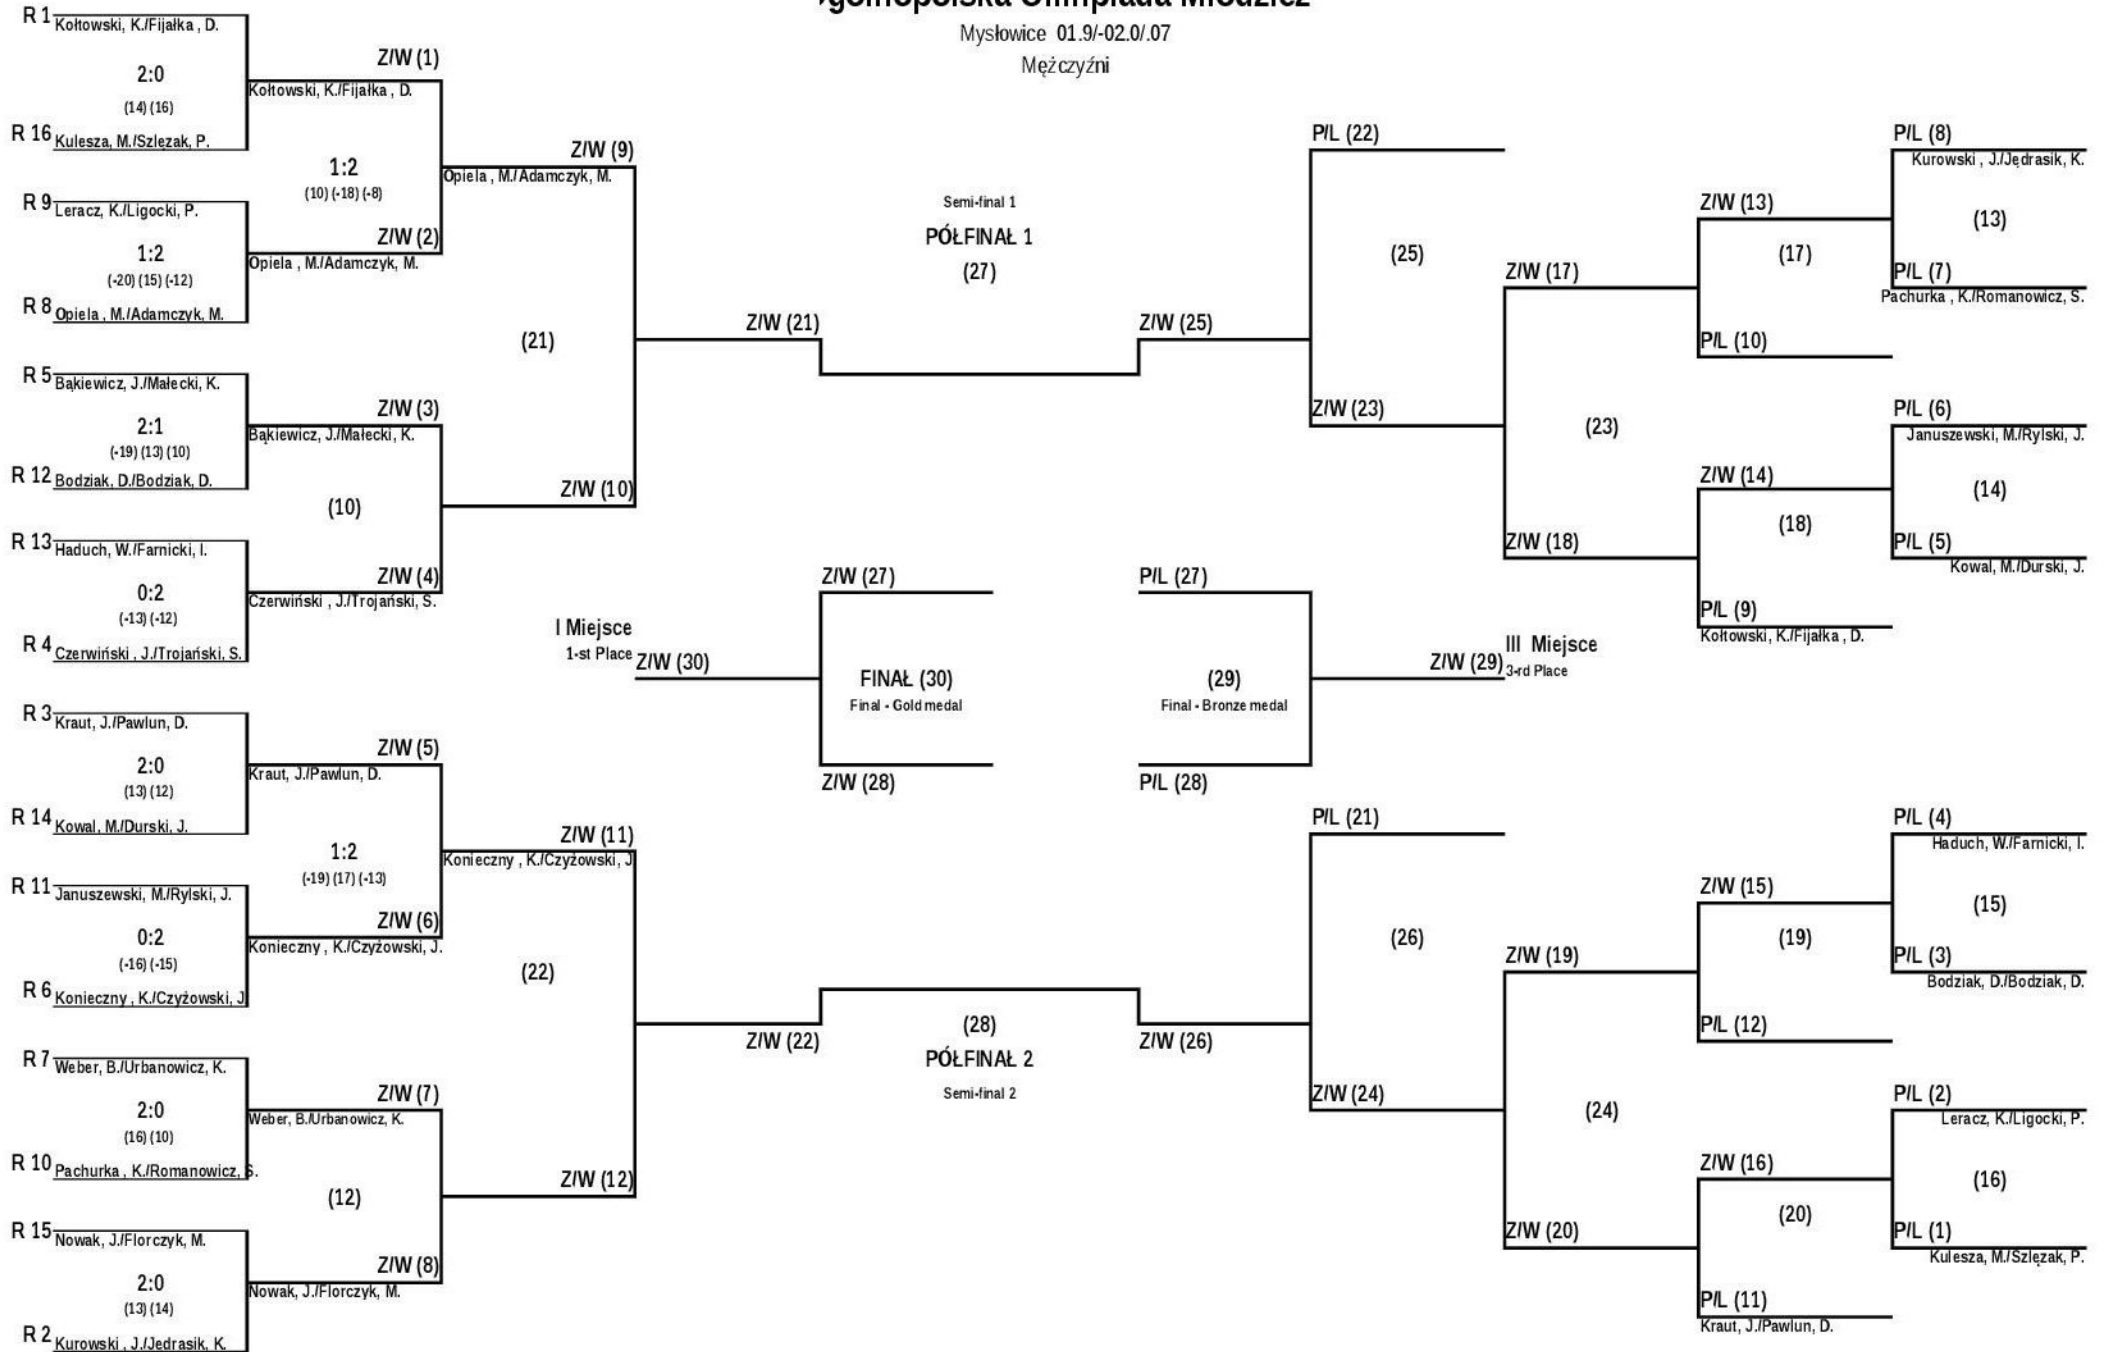 Mysłowice 01.9/-02.0/.07
Mężczyźni
R 1
Kołtowski, K./Fijałka , D.
2:0
(14) (16)
R 16
Kulesza, M./Szlęzak, P.
R 9
Leracz, K./Ligocki, P.
1:2
(-20) (15) (-12)
R 8
Opiela , M./Adamczyk, M.
R 5
Bąkiewicz, J./Małecki, K.
2:1
(-19) (13) (10)
R 12
Bodziak, D./Bodziak, D.
R 13
Haduch, W./Farnicki, I.
0:2
(-13) (-12)
R 4
Czerwiński , J./Trojański, S.
R 3
Kraut, J./Pawlun, D.
2:0
(13) (12)
R 14
Kowal, M./Durski, J.
R 11
Januszewski, M./Rylski, J.
0:2
(-16) (-15)
R 6
Konieczny , K./Czyżowski, J
R 7
Weber, B./Urbanowicz, K.
2:0
(16) (10)
R 10
Pachurka , K./Romanowicz, S.
R 15
Nowak, J./Florczyk, M.
2:0
(13) (14)
R 2
Kurowski , J./Jędrasik, K.
Z/W (1)
Kołtowski, K./Fijałka , D.
1:2
(10) (-18) (-8)
Z/W (2)
Opiela , M./Adamczyk, M.
Z/W (3)
Bąkiewicz, J./Małecki, K.
(10)
Z/W (4)
Czerwiński , J./Trojański, S.
Z/W (5)
Kraut, J./Pawlun, D.
1:2
(-19) (17) (-13)
Z/W (6)
Konieczny , K./Czyżowski, J.
Z/W (7)
Weber, B./Urbanowicz, K.
(12)
Z/W (8)
Nowak, J./Florczyk, M.
Z/W (9)
Opiela , M./Adamczyk, M.
(21)
Z/W (10)
Z/W (11)
Konieczny , K./Czyżowski, J
(22)
Z/W (12)
Z/W (21)
Semi-final 1
PÓŁFINAŁ 1
(27)
Z/W (25)
I Miejsce
1-st Place
Z/W (30)
Z/W (27)
FINAŁ (30)
Final - Gold medal
Z/W (28)
P/L (27)
(29)
Final - Bronze medal
P/L (28)
Z/W (29)
III Miejsce
3-rd Place
Z/W (22)
(28)
PÓŁFINAŁ 2
Semi-final 2
Z/W (26)
P/L (22)
(25)
Z/W (23)
P/L (21)
(26)
Z/W (24)
Z/W (17)
(23)
Z/W (18)
Z/W (19)
(24)
Z/W (20)
Z/W (13)
(17)
P/L (10)
Z/W (14)
(18)
P/L (9)
Kołtowski, K./Fijałka , D.
Z/W (15)
(19)
P/L (12)
Z/W (16)
(20)
P/L (11)
Kraut, J./Pawlun, D.
P/L (8)
Kurowski , J./Jędrasik, K.
(13)
P/L (7)
Pachurka , K./Romanowicz, S.
P/L (6)
Januszewski, M./Rylski, J.
(14)
P/L (5)
Kowal, M./Durski, J.
P/L (4)
Haduch, W./Farnicki, I.
(15)
P/L (3)
Bodziak, D./Bodziak, D.
P/L (2)
Leracz, K./Ligocki, P.
(16)
P/L (1)
Kulesza, M./Szlęzak, P.